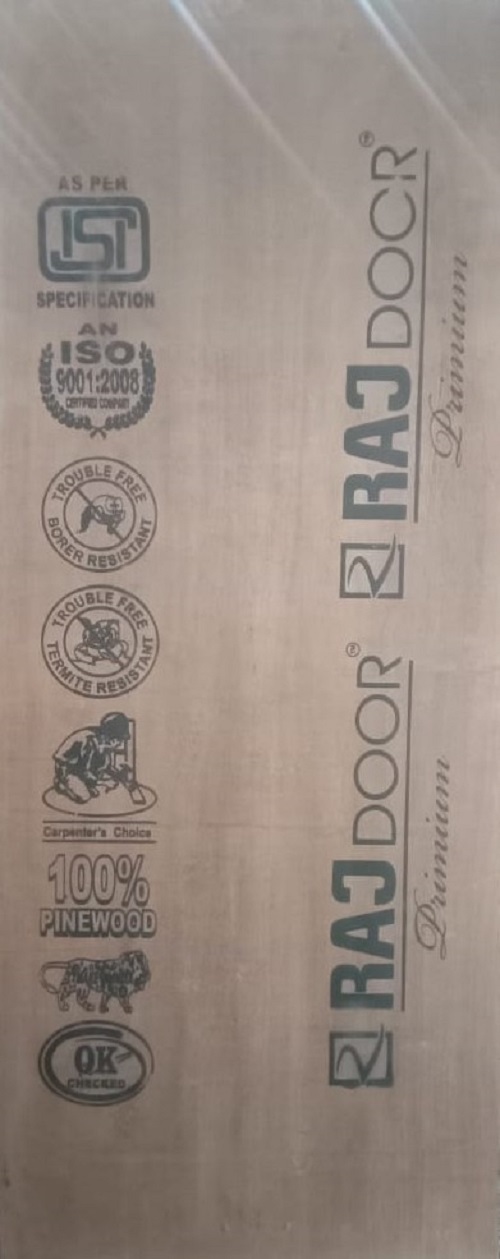 AS PER
ISI
SPECIFICATION
AN
ISO
9001:2008
CERTIFIED COMPANY
TROUBLE FREE
BORER RESISTANT
TROUBLE FREE
TERMITE RESISTANT
Carpenter's Choice
100%
PINEWOOD
OK
CHECKED
RAJ DOOR®
Primium
RAJ DOOR®
Primium